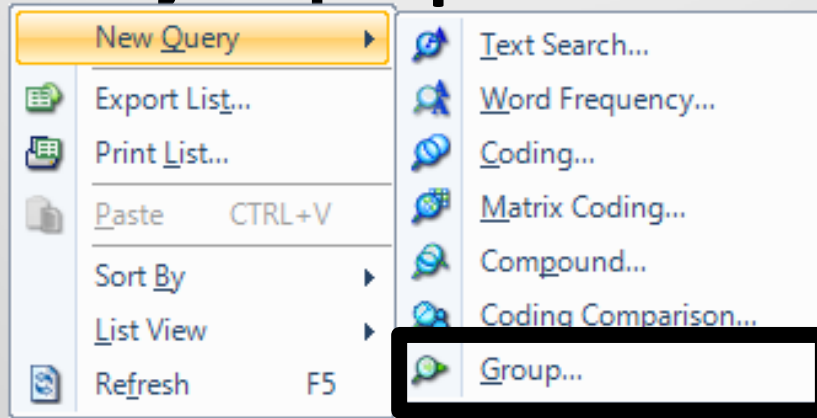 New Query
Export List...
Print List...
Paste CTRL+V
Sort By
List View
Refresh F5
Text Search...
Word Frequency...
Coding...
Matrix Coding...
Compound...
Coding Comparison...
Group...